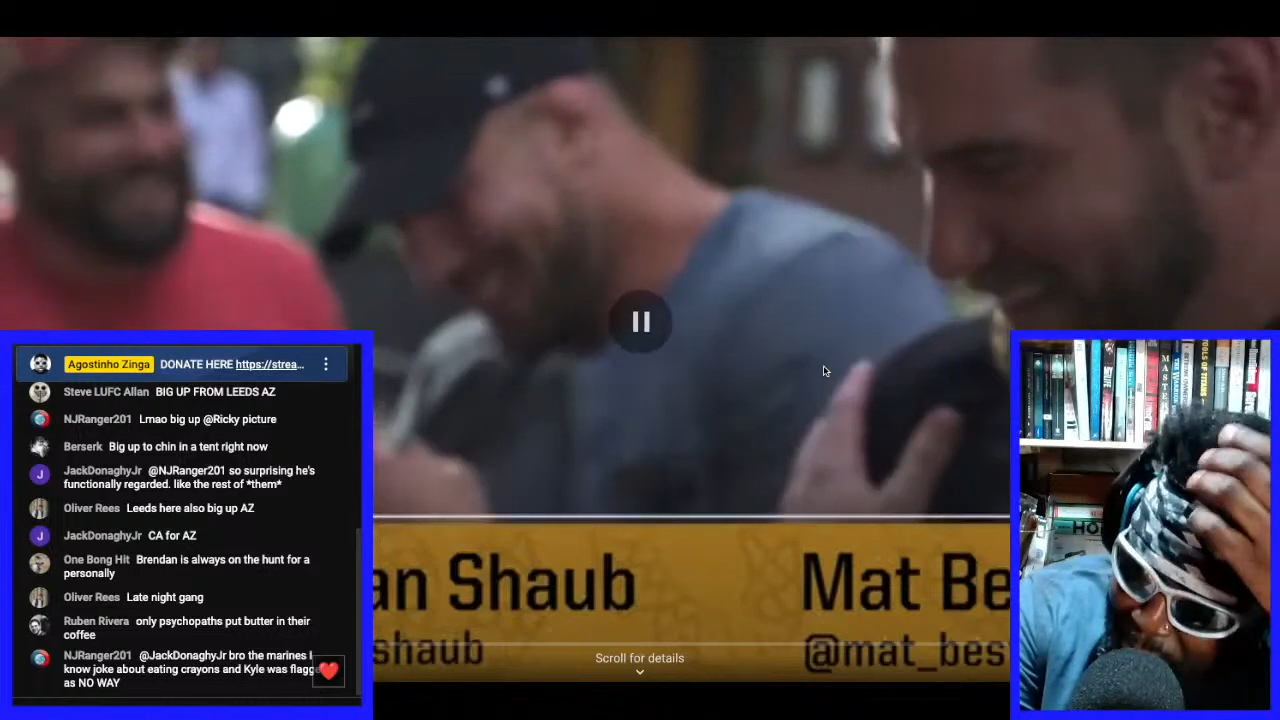 Agostinho Zinga DONATE HERE https://strea...
Steve LUFC Allan BIG UP FROM LEEDS AZ
NJRanger201 Lmao big up @Ricky picture
Berserk Big up to chin in a tent right now
JackDonaghyJr @NJRanger201 so surprising he's
functionally regarded. like the rest of *them*
Oliver Rees Leeds here also big up AZ
JackDonaghyJr CA for AZ
One Bong Hit Brendan is always on the hunt for a
personally
Oliver Rees Late night gang
Ruben Rivera only psychopaths put butter in their
coffee
NJRanger201 @JackDonaghyJr bro the marines I
know joke about eating crayons and Kyle was flagge
as NO WAY
an Shaub
shaub
Mat Be
@mat_bes
Scroll for details